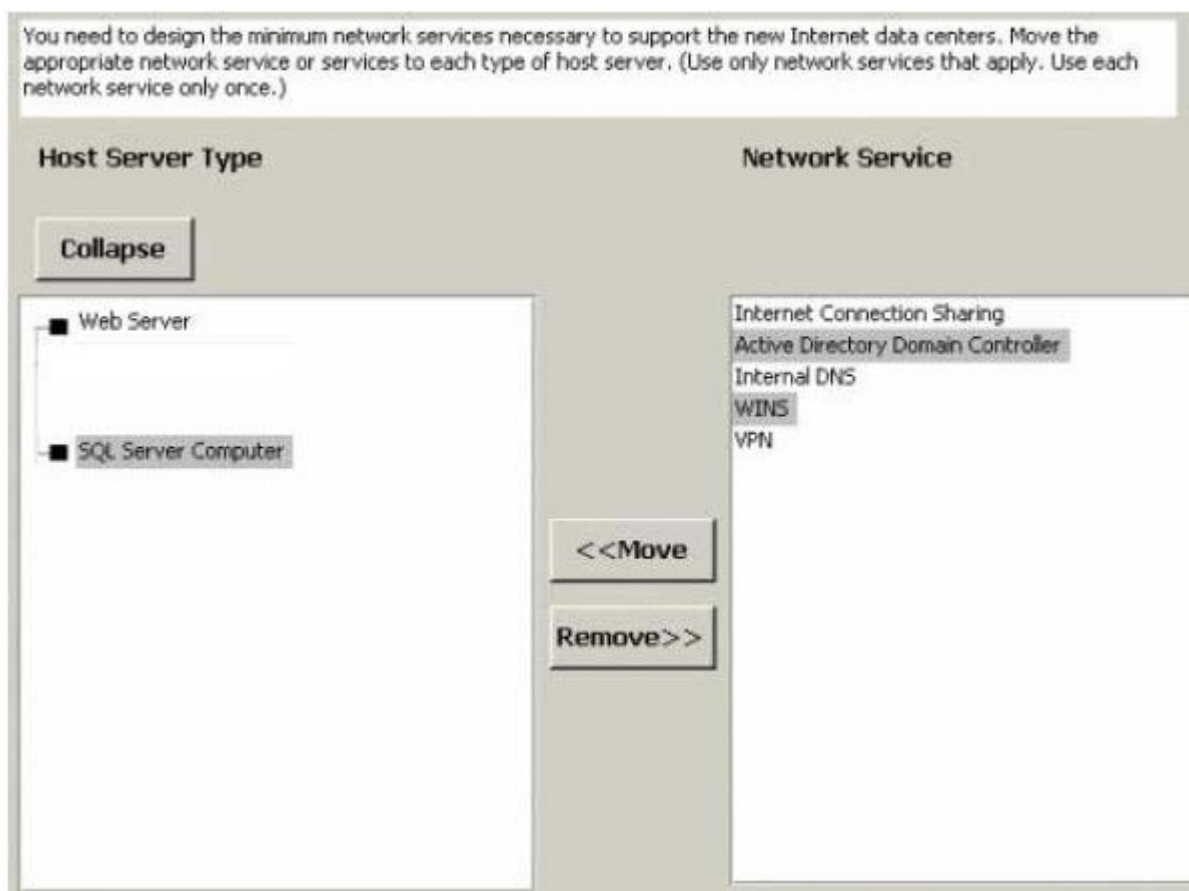 You need to design the minimum network services necessary to support the new Internet data centers. Move the
appropriate network service or services to each type of host server. (Use only network services that apply. Use each
network service only once.)
Host Server Type
Network Service
Collapse
Web Server
SQL Server Computer
Internet Connection Sharing
Active Directory Domain Controller
Internal DNS
WINS
VPN
<<Move
Remove>>